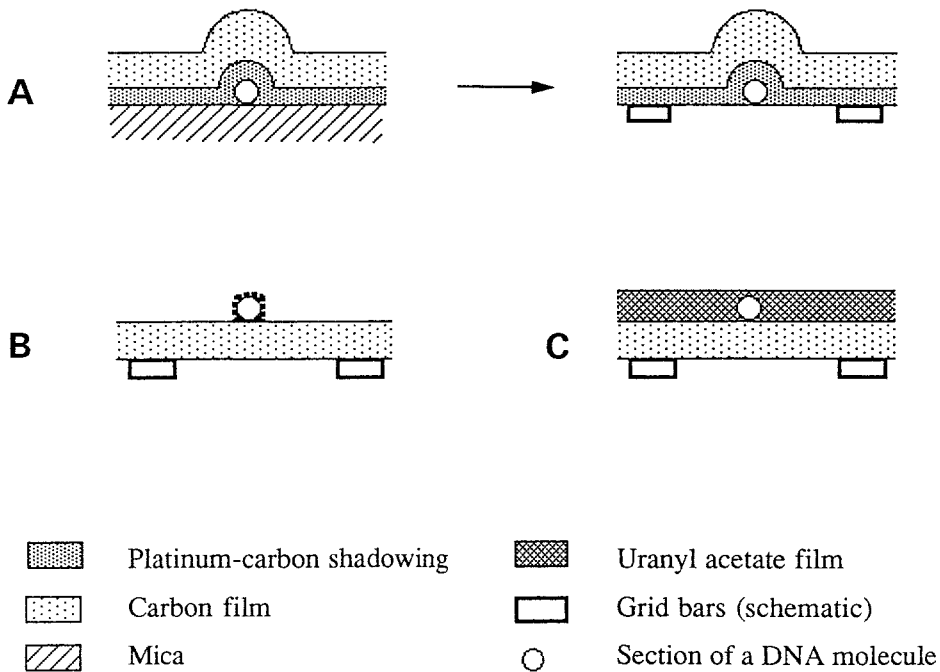 A
B
C
Platinum-carbon shadowing
Uranyl acetate film
Carbon film
Grid bars (schematic)
Mica
Section of a DNA molecule